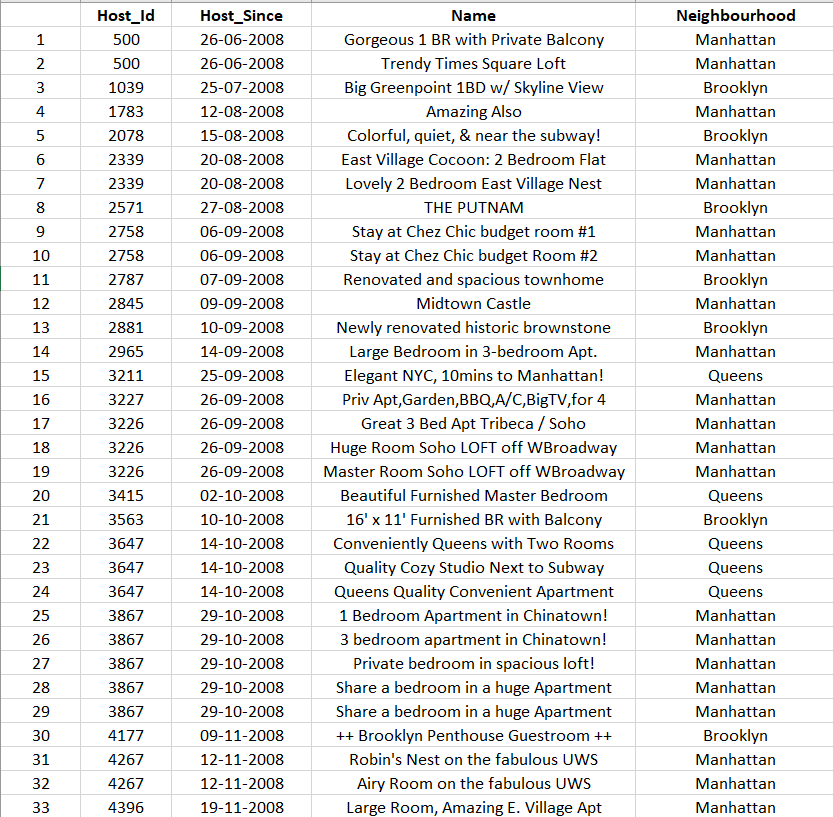 Host_Id Host_Since Name Neighbourhood
1 500 26-06-2008 Gorgeous 1 BR with Private Balcony Manhattan
2 500 26-06-2008 Trendy Times Square Loft Manhattan
3 1039 25-07-2008 Big Greenpoint 1BD w/ Skyline View Brooklyn
4 1783 12-08-2008 Amazing Also Manhattan
5 2078 15-08-2008 Colorful, quiet, & near the subway! Brooklyn
6 2339 20-08-2008 East Village Cocoon: 2 Bedroom Flat Manhattan
7 2339 20-08-2008 Lovely 2 Bedroom East Village Nest Manhattan
8 2571 27-08-2008 THE PUTNAM Brooklyn
9 2758 06-09-2008 Stay at Chez Chic budget room #1 Manhattan
10 2758 06-09-2008 Stay at Chez Chic budget Room #2 Manhattan
11 2787 07-09-2008 Renovated and spacious townhome Brooklyn
12 2845 09-09-2008 Midtown Castle Manhattan
13 2881 10-09-2008 Newly renovated historic brownstone Brooklyn
14 2965 14-09-2008 Large Bedroom in 3-bedroom Apt. Manhattan
15 3211 25-09-2008 Elegant NYC, 10mins to Manhattan! Queens
16 3227 26-09-2008 Priv Apt,Garden,BBQ,A/C,BigTV,for 4 Manhattan
17 3226 26-09-2008 Great 3 Bed Apt Tribeca / Soho Manhattan
18 3226 26-09-2008 Huge Room Soho LOFT off WBroadway Manhattan
19 3226 26-09-2008 Master Room Soho LOFT off WBroadway Manhattan
20 3415 02-10-2008 Beautiful Furnished Master Bedroom Queens
21 3563 10-10-2008 16' x 11' Furnished BR with Balcony Brooklyn
22 3647 14-10-2008 Conveniently Queens with Two Rooms Queens
23 3647 14-10-2008 Quality Cozy Studio Next to Subway Queens
24 3647 14-10-2008 Queens Quality Convenient Apartment Queens
25 3867 29-10-2008 1 Bedroom Apartment in Chinatown! Manhattan
26 3867 29-10-2008 3 bedroom apartment in Chinatown! Manhattan
27 3867 29-10-2008 Private bedroom in spacious loft! Manhattan
28 3867 29-10-2008 Share a bedroom in a huge Apartment Manhattan
29 3867 29-10-2008 Share a bedroom in a huge Apartment Manhattan
30 4177 09-11-2008 ++ Brooklyn Penthouse Guestroom ++ Brooklyn
31 4267 12-11-2008 Robin's Nest on the fabulous UWS Manhattan
32 4267 12-11-2008 Airy Room on the fabulous UWS Manhattan
33 4396 19-11-2008 Large Room, Amazing E. Village Apt Manhattan